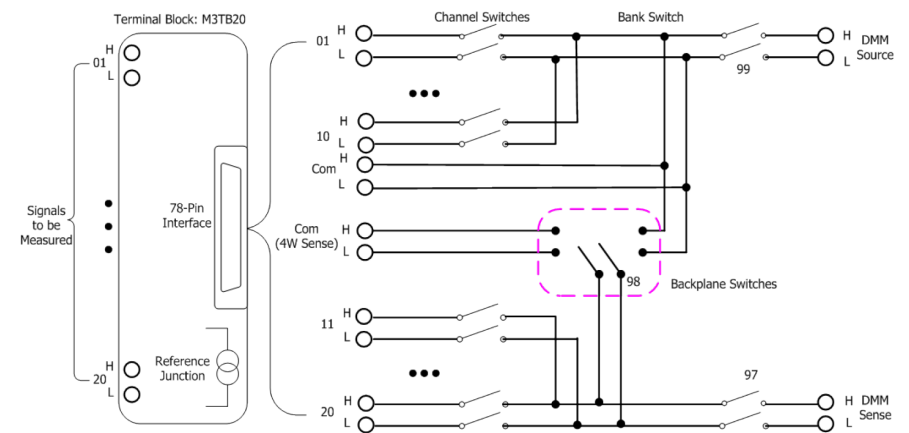 Terminal Block: M3TB20
Channel Switches
Bank Switch
H
01
L
H
01
L
H
DMM
Source
L
99
H
10
L
H
Com
L
78-Pin
Interface
Signals
to be
Measured
Com
(4W Sense)
H
L
98
Backplane Switches
H
11
L
Reference
Junction
H
20
L
97
H
20
L
H
DMM
Sense
L